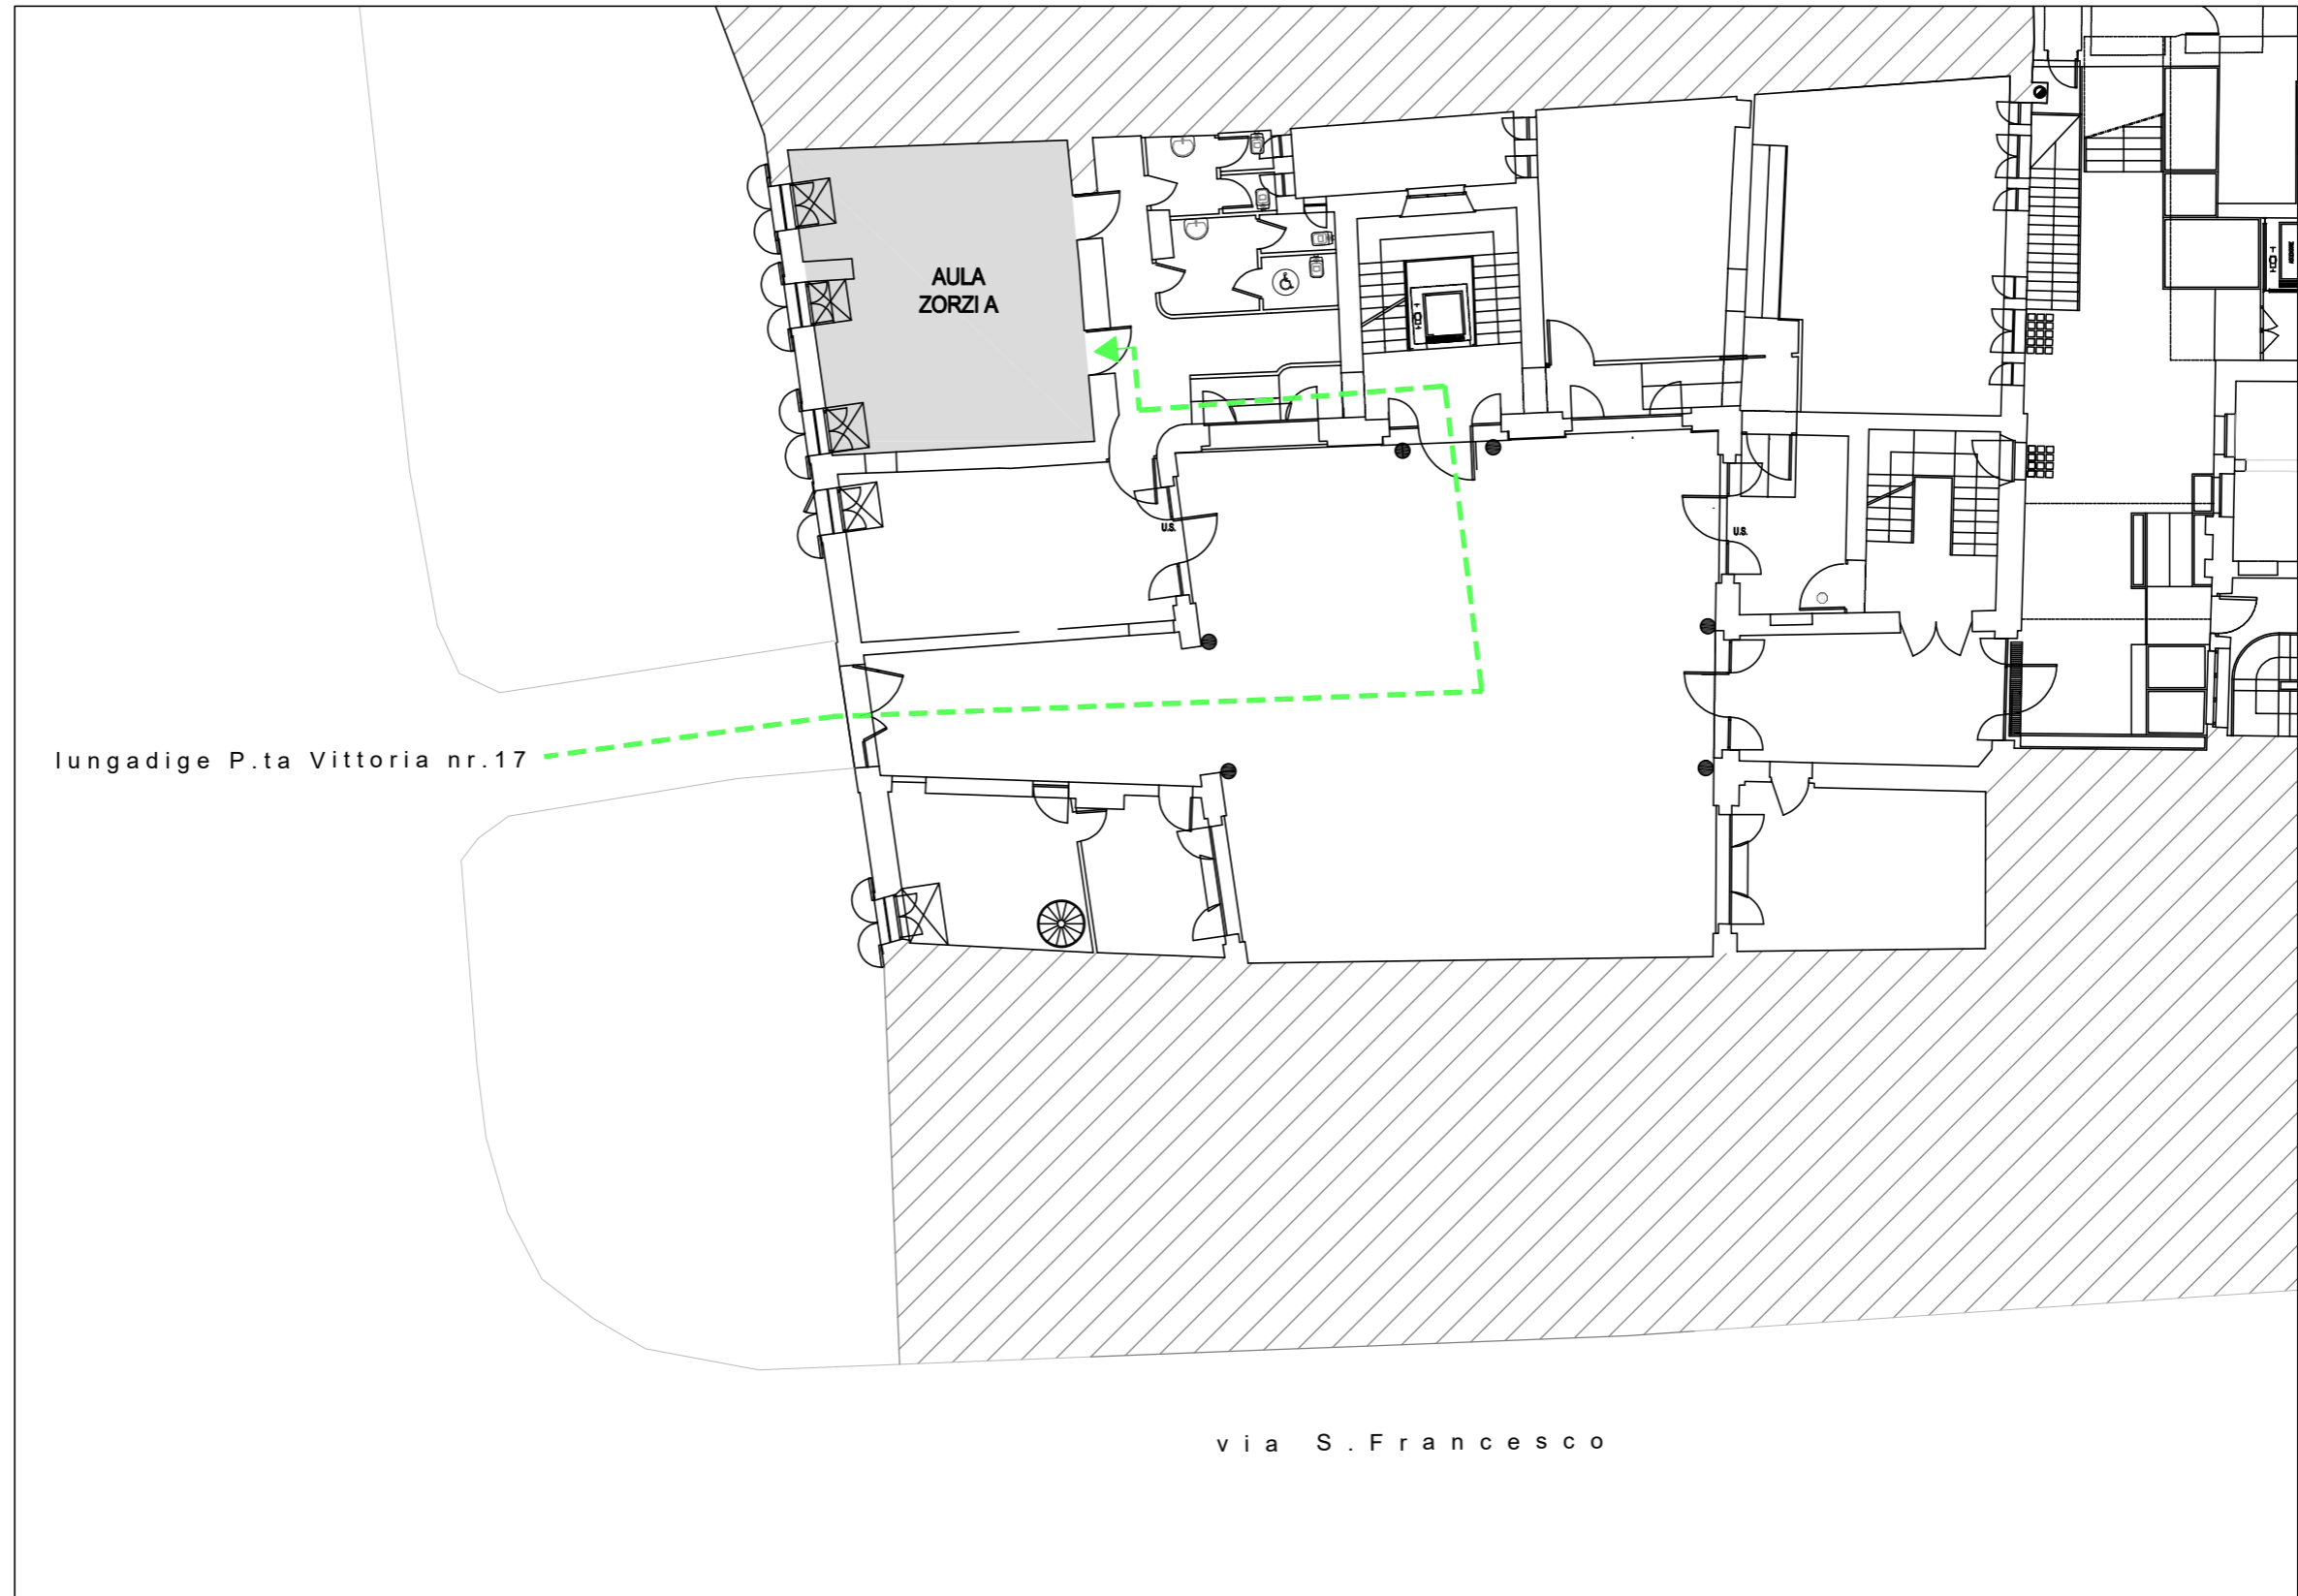 AULA
ZORZI A
U.S.
U.S.
lungadige P.ta Vittoria nr.17
via S.Francesco